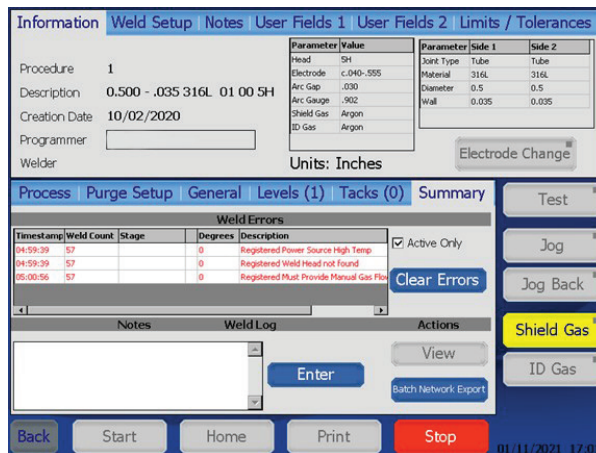 Information Weld Setup Notes User Fields 1 User Fields 2 Limits / Tolerances
Procedure 1
Description 0.500 - .035 316L 01 00 5H
Creation Date 10/02/2020
Programmer
Welder
Parameter Value
Head 5H
Electrode c.040-.555
Arc Gap .030
Arc Gauge .902
Shield Gas Argon
ID Gas Argon
Units: Inches
Parameter Side 1 Side 2
Joint Type Tube Tube
Material 316L 316L
Diameter 0.5 0.5
Wall 0.035 0.035
Electrode Change
Process Purge Setup General Levels (1) Tacks (0) Summary
Weld Errors
Timestamp Weld Count Stage Degrees Description
04:59:39 57 0 Registered Power Source High Temp
04:59:39 57 0 Registered Weld Head not found
05:00:56 57 0 Registered Must Provide Manual Gas Flow
Active Only
Clear Errors
Notes Weld Log Actions
Enter
View
Batch Network Export
Test
Jog
Jog Back
Shield Gas
ID Gas
Back Start Home Print Stop
01/11/2021